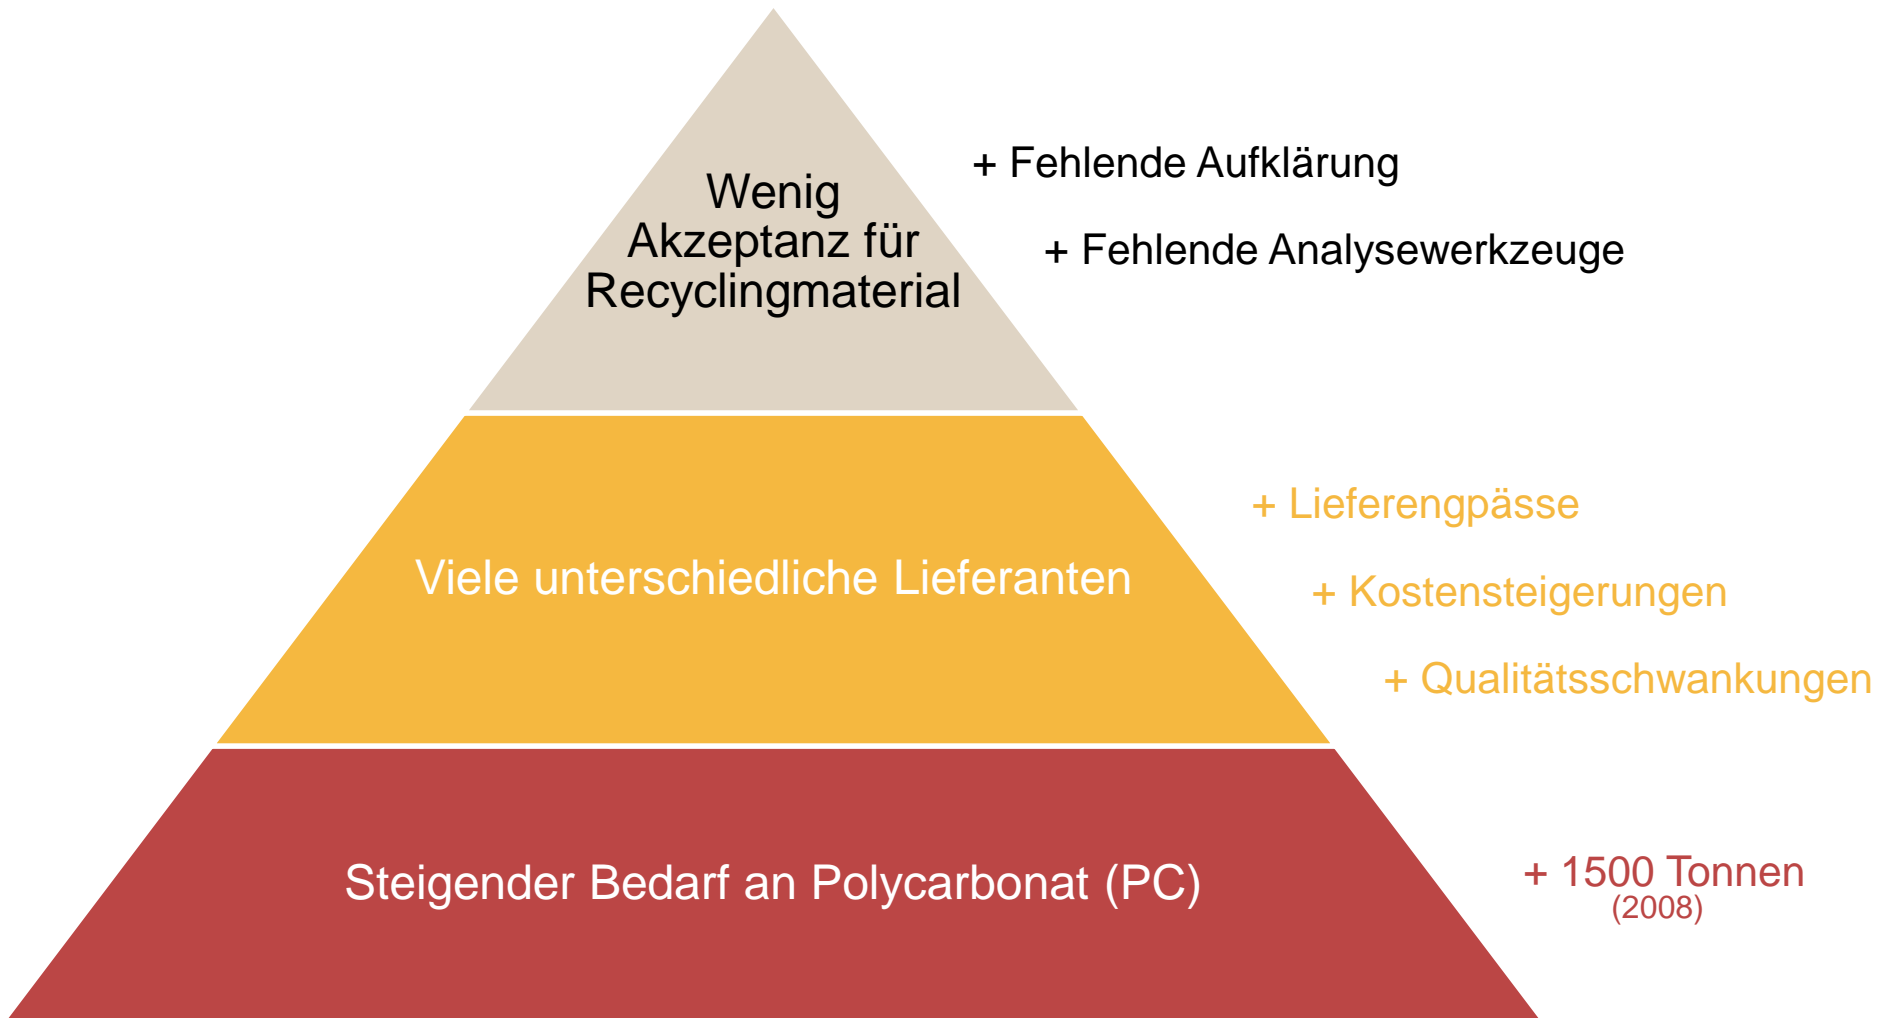 Wenig
Akzeptanz für
Recyclingmaterial
+ Fehlende Aufklärung
+ Fehlende Analysewerkzeuge
Viele unterschiedliche Lieferanten
+ Lieferengpässe
+ Kostensteigerungen
+ Qualitätsschwankungen
Steigender Bedarf an Polycarbonat (PC)
+ 1500 Tonnen
(2008)